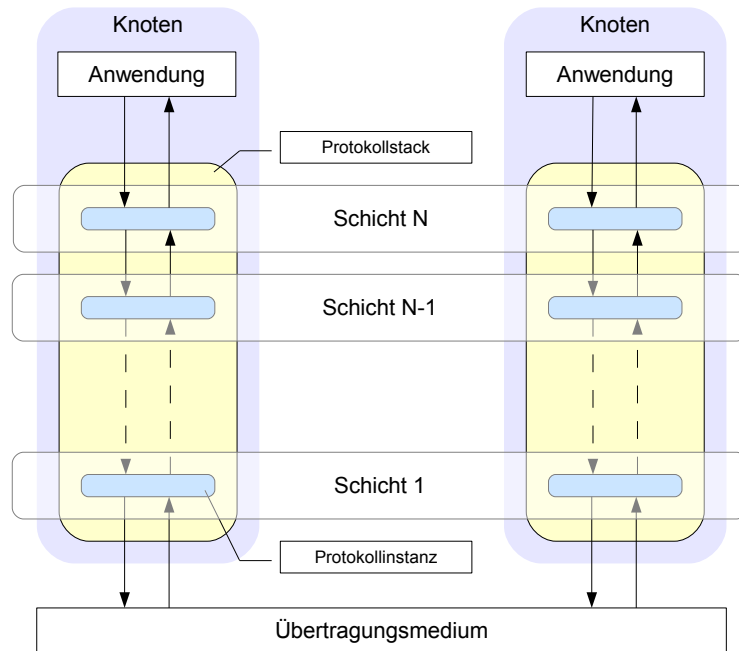 Knoten
Knoten
Anwendung
Anwendung
Protokollstack
Schicht N
Schicht N-1
Schicht 1
Protokollinstanz
Übertragungsmedium